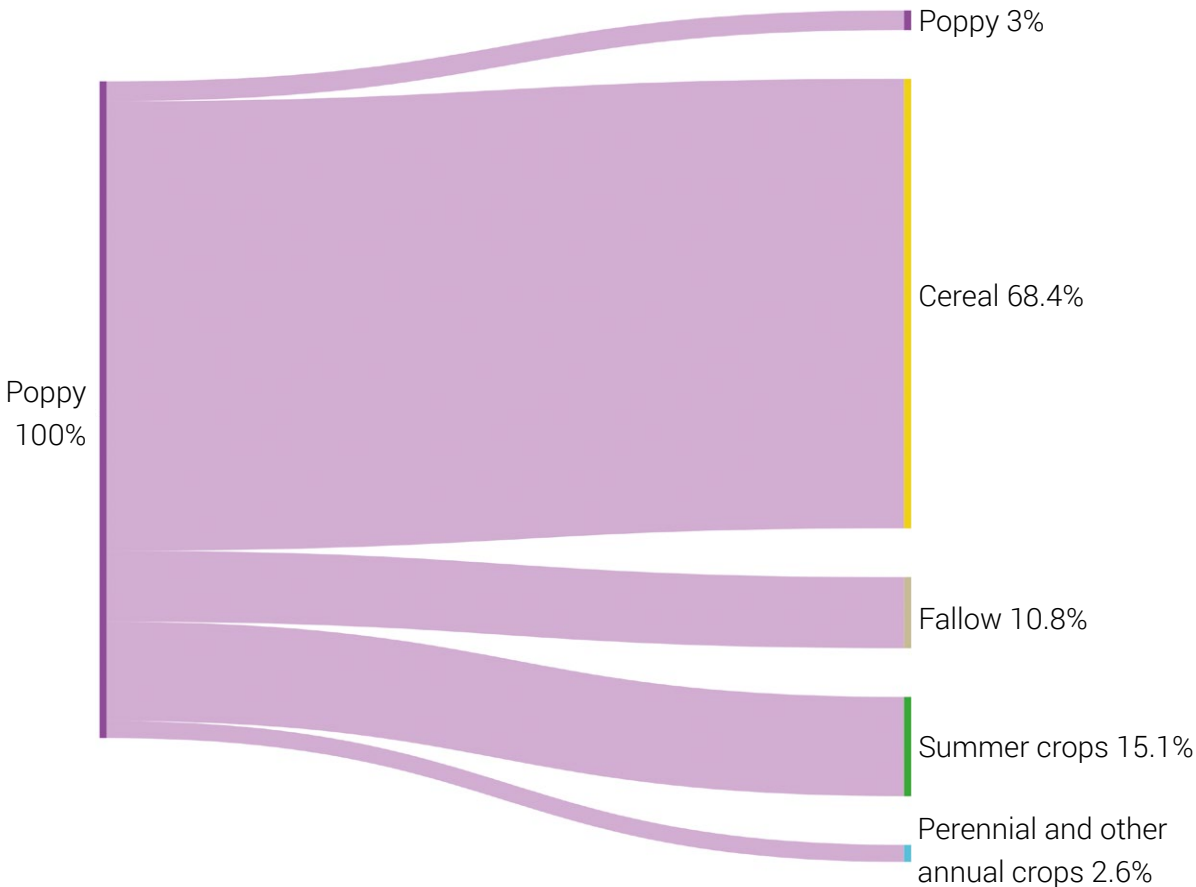 Poppy 3%
Cereal 68.4%
Poppy
100%
Fallow 10.8%
Summer crops 15.1%
Perennial and other
annual crops 2.6%